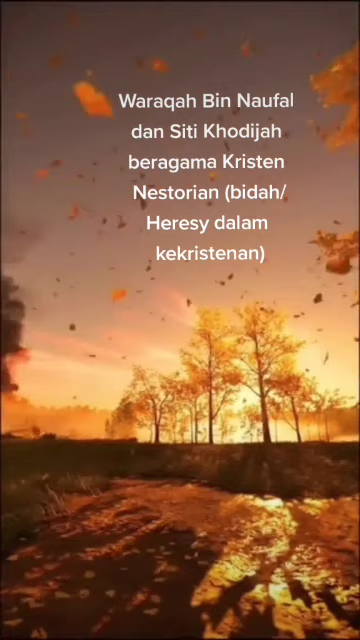 Waraqah Bin Naufal
dan Siti Khodijah
beragama Kristen
Nestorian (bidah/
Heresy dalam
kekristenan)